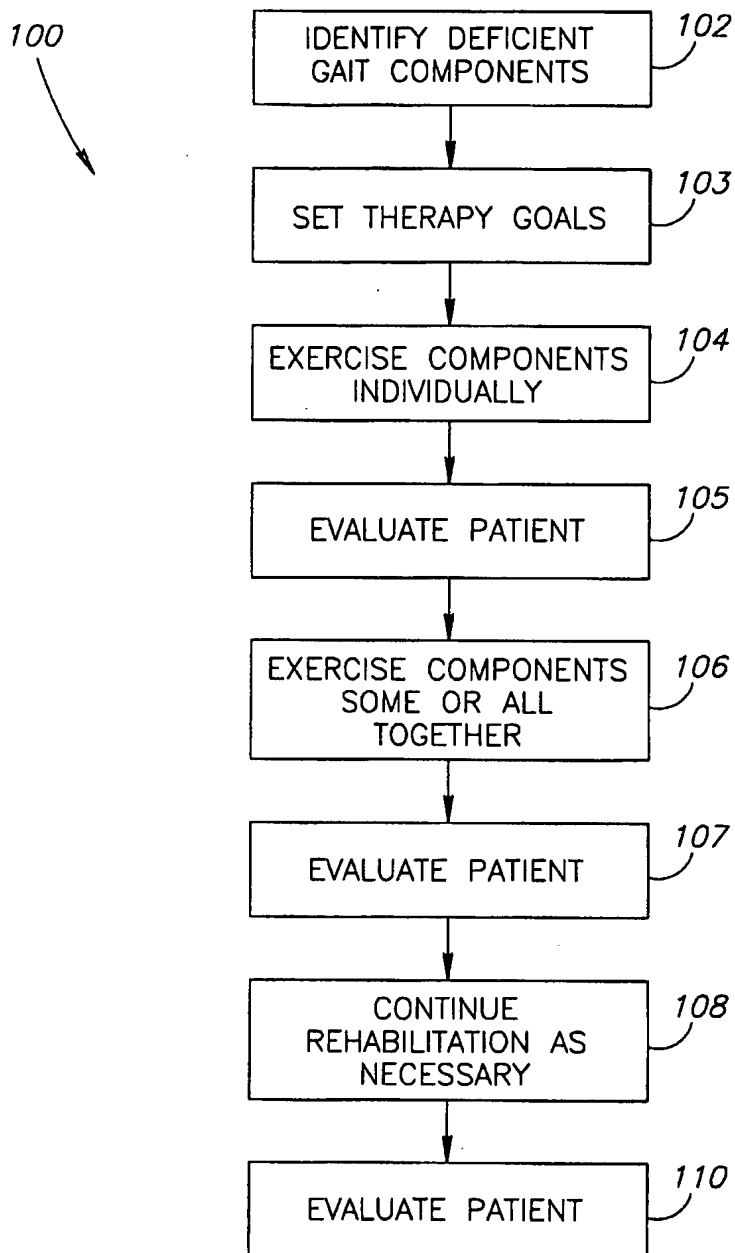 100
IDENTIFY DEFICIENT
GAIT COMPONENTS
102
SET THERAPY GOALS
103
EXERCISE COMPONENTS
INDIVIDUALLY
104
EVALUATE PATIENT
105
EXERCISE COMPONENTS
SOME OR ALL
TOGETHER
106
EVALUATE PATIENT
107
CONTINUE
REHABILITATION AS
NECESSARY
108
EVALUATE PATIENT
110